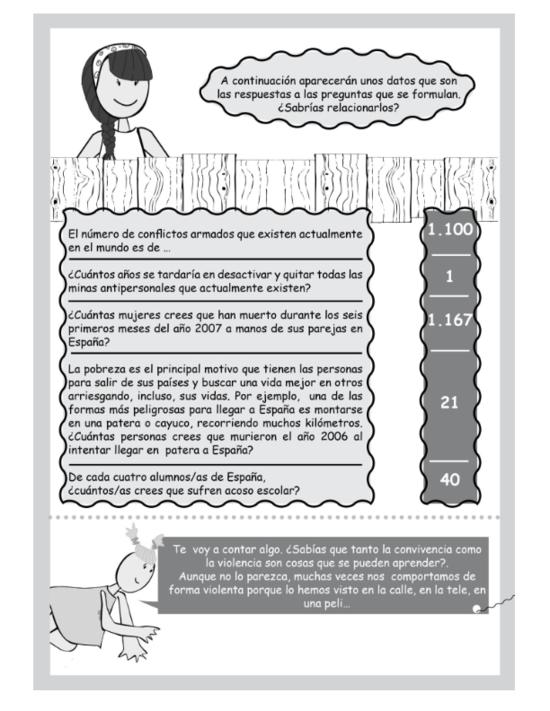 A continuación aparecerán unos datos que son
las respuestas a las preguntas que se formulan.
¿Sabrías relacionarlos?
El número de conflictos armados que existen actualmente
en el mundo es de ...
1.100
¿Cuántos años se tardaría en desactivar y quitar todas las
minas antipersonales que actualmente existen?
1
¿Cuántas mujeres crees que han muerto durante los seis
primeros meses del año 2007 a manos de sus parejas en
España?
1.167
La pobreza es el principal motivo que tienen las personas
para salir de sus países y buscar una vida mejor en otros
arriesgando, incluso, sus vidas. Por ejemplo, una de las
formas más peligrosas para llegar a España es montarse
en una patera o cayuco, recorriendo muchos kilómetros.
¿Cuántas personas crees que murieron el año 2006 al
intentar llegar en patera a España?
21
De cada cuatro alumnos/as de España,
¿cuántos/as crees que sufren acoso escolar?
40
Te voy a contar algo. ¿Sabías que tanto la convivencia como
la violencia son cosas que se pueden aprender?.
Aunque no lo parezca, muchas veces nos comportamos de
forma violenta porque lo hemos visto en la calle, en la tele, en
una peli...